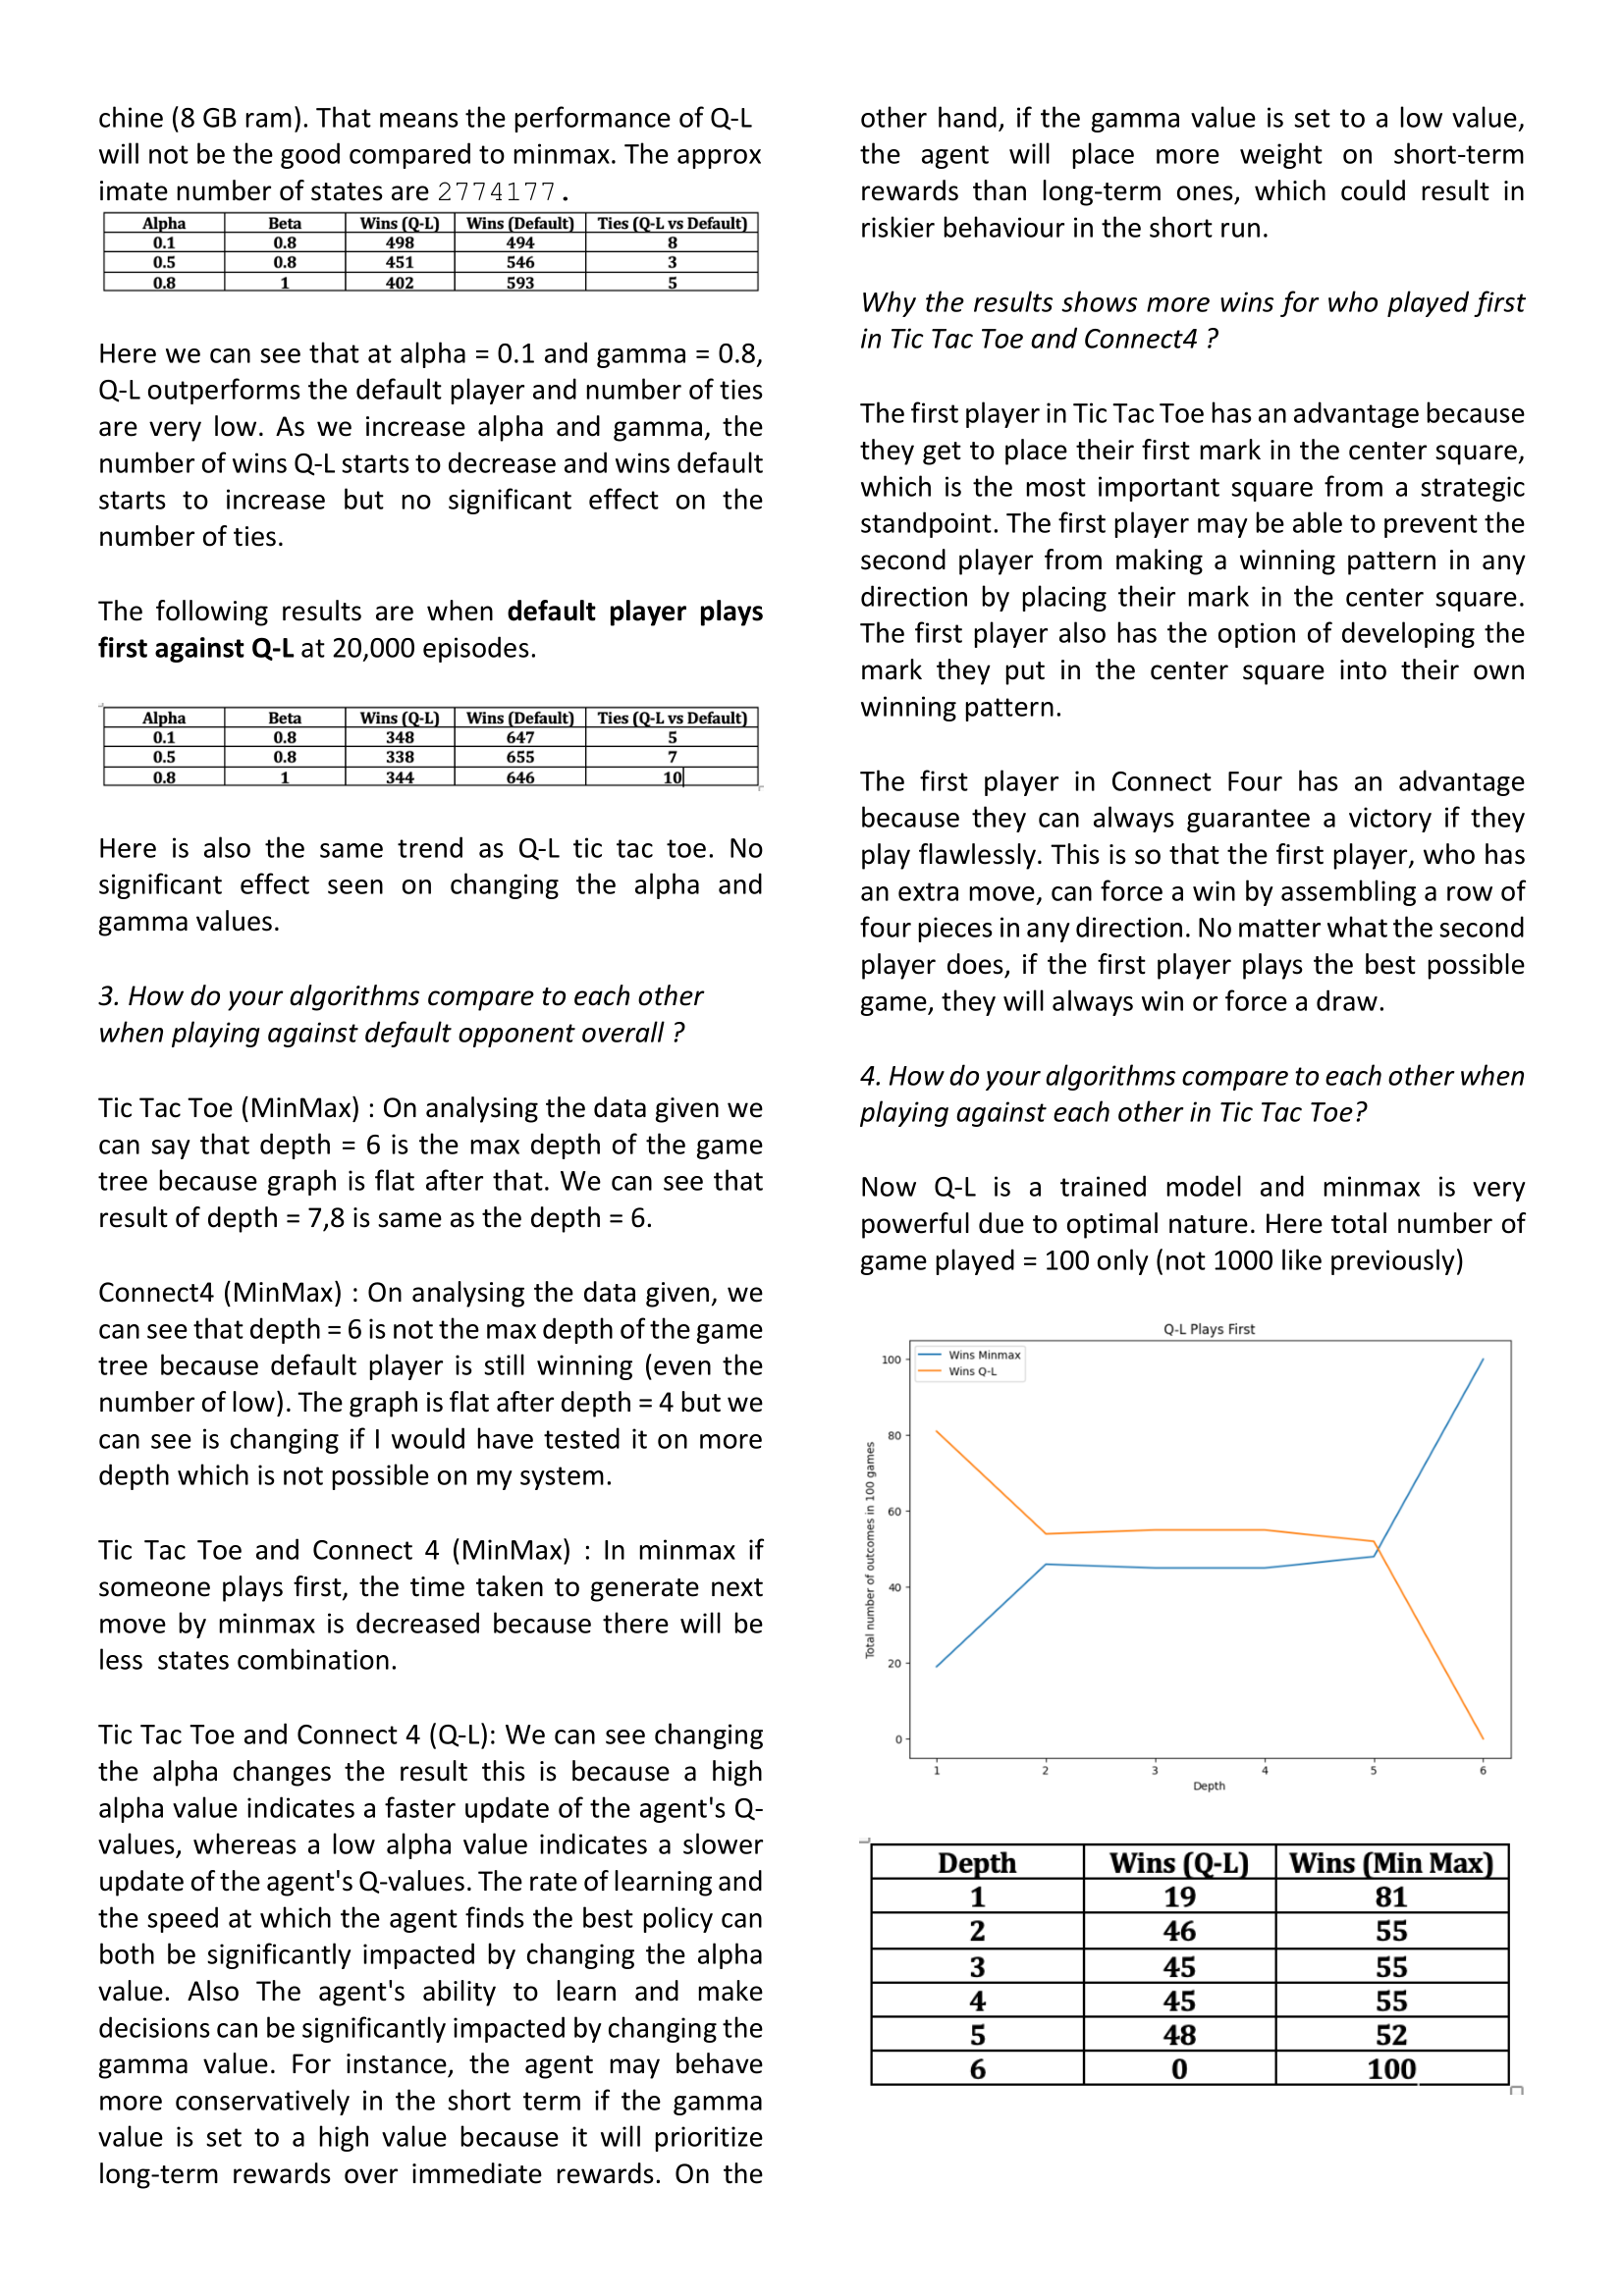 chine (8 GB ram). That means the performance of Q-L
will not be the good compared to minmax. The approx
imate number of states are 2774177.
Alpha Beta Wins (Q-L) Wins (Default) Ties (Q-L vs Default)
0.1 0.8 498 494 8
0.5 0.8 451 546 3
0.8 1 402 593 5
Here we can see that at alpha = 0.1 and gamma = 0.8,
Q-L outperforms the default player and number of ties
are very low. As we increase alpha and gamma, the
number of wins Q-L starts to decrease and wins default
starts to increase but no significant effect on the
number of ties.
The following results are when default player plays
first against Q-L at 20,000 episodes.
Alpha Beta Wins (Q-L) Wins (Default) Ties (Q-L vs Default)
0.1 0.8 348 647 5
0.5 0.8 338 655 7
0.8 1 344 646 10
Here is also the same trend as Q-L tic tac toe. No
significant effect seen on changing the alpha and
gamma values.
3. How do your algorithms compare to each other
when playing against default opponent overall ?
Tic Tac Toe (MinMax) : On analysing the data given we
can say that depth = 6 is the max depth of the game
tree because graph is flat after that. We can see that
result of depth = 7,8 is same as the depth = 6.
Connect4 (MinMax) : On analysing the data given, we
can see that depth = 6 is not the max depth of the game
tree because default player is still winning (even the
number of low). The graph is flat after depth = 4 but we
can see is changing if I would have tested it on more
depth which is not possible on my system.
Tic Tac Toe and Connect 4 (MinMax) : In minmax if
someone plays first, the time taken to generate next
move by minmax is decreased because there will be
less states combination.
Tic Tac Toe and Connect 4 (Q-L): We can see changing
the alpha changes the result this is because a high
alpha value indicates a faster update of the agent's Q-
values, whereas a low alpha value indicates a slower
update of the agent's Q-values. The rate of learning and
the speed at which the agent finds the best policy can
both be significantly impacted by changing the alpha
value. Also The agent's ability to learn and make
decisions can be significantly impacted by changing the
gamma value. For instance, the agent may behave
more conservatively in the short term if the gamma
value is set to a high value because it will prioritize
long-term rewards over immediate rewards. On the
other hand, if the gamma value is set to a low value,
the agent will place more weight on short-term
rewards than long-term ones, which could result in
riskier behaviour in the short run.
Why the results shows more wins for who played first
in Tic Tac Toe and Connect4 ?
The first player in Tic Tac Toe has an advantage because
they get to place their first mark in the center square,
which is the most important square from a strategic
standpoint. The first player may be able to prevent the
second player from making a winning pattern in any
direction by placing their mark in the center square.
The first player also has the option of developing the
mark they put in the center square into their own
winning pattern.
The first player in Connect Four has an advantage
because they can always guarantee a victory if they
play flawlessly. This is so that the first player, who has
an extra move, can force a win by assembling a row of
four pieces in any direction. No matter what the second
player does, if the first player plays the best possible
game, they will always win or force a draw.
4. How do your algorithms compare to each other when
playing against each other in Tic Tac Toe?
Now Q-L is a trained model and minmax is very
powerful due to optimal nature. Here total number of
game played = 100 only (not 1000 like previously)
Q-L Plays First
Wins Minmax
Wins Q-L
Total number of outcomes in 100 games
100
80
60
40
20
0
1 2 3 4 5 6
Depth
Depth Wins (Q-L) Wins (Min Max)
1 19 81
2 46 55
3 45 55
4 45 55
5 48 52
6 0 100